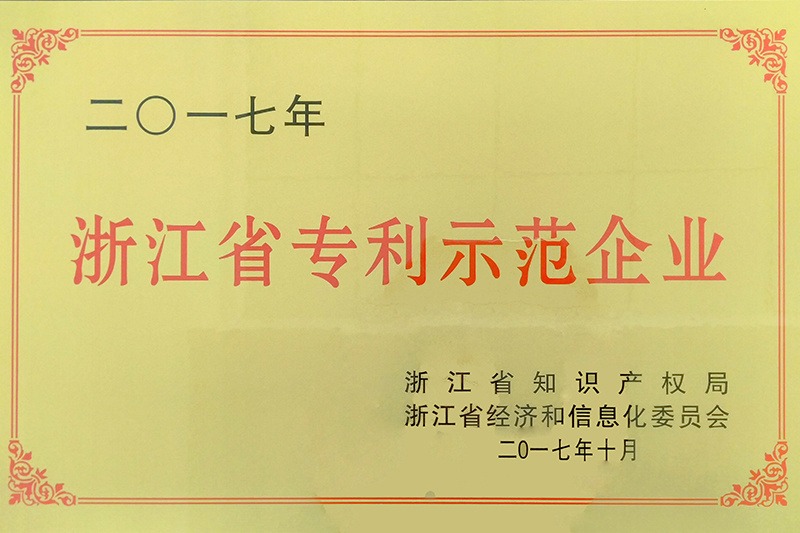 二〇一七年
浙江省专利示范企业
浙江省知识产权局
浙江省经济和信息化委员会
二0一七年十月